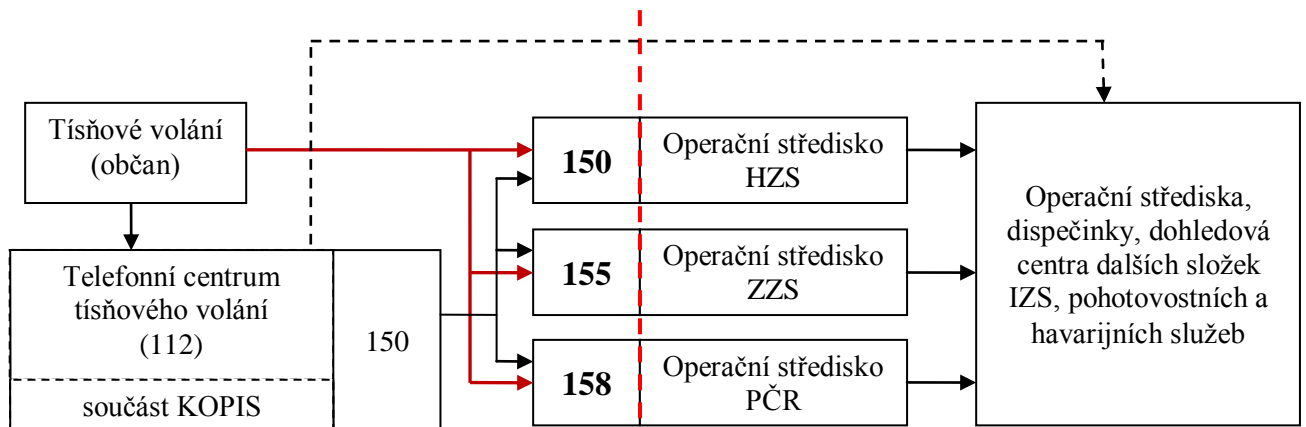 Tísňové volání
(občan)
Telefonní centrum
tísňového volání
(112)
součást KOPIS
150
150
Operační středisko
HZS
155
Operační středisko
ZZS
158
Operační středisko
PČR
Operační střediska,
dispečinky, dohledová
centra dalších složek
IZS, pohotovostních a
havarijních služeb